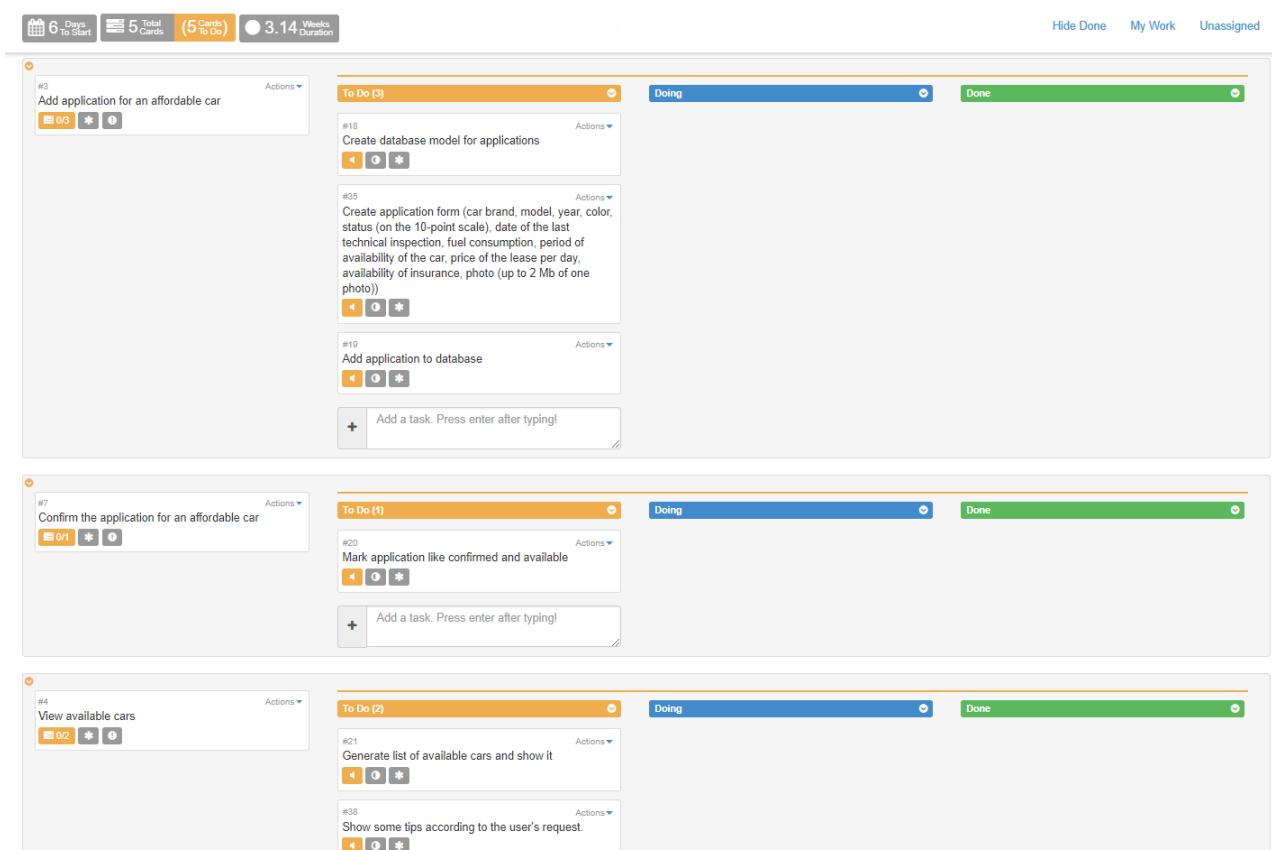 6 Days To Start 5 Total Cards (5 Cards To Do) 3.14 Weeks Duration Hide Done My Work Unassigned
#3 Actions
Add application for an affordable car
0/3
To Do (3) Doing Done
#18 Actions
Create database model for applications
#35 Actions
Create application form (car brand, model, year, color,
status (on the 10-point scale), date of the last
technical inspection, fuel consumption, period of
availability of the car, price of the lease per day,
availability of insurance, photo (up to 2 Mb of one
photo))
#19 Actions
Add application to database
Add a task. Press enter after typing!
#7 Actions
Confirm the application for an affordable car
0/1
To Do (1) Doing Done
#20 Actions
Mark application like confirmed and available
Add a task. Press enter after typing!
#4 Actions
View available cars
0/2
To Do (2) Doing Done
#21 Actions
Generate list of available cars and show it
#38 Actions
Show some tips according to the user's request.